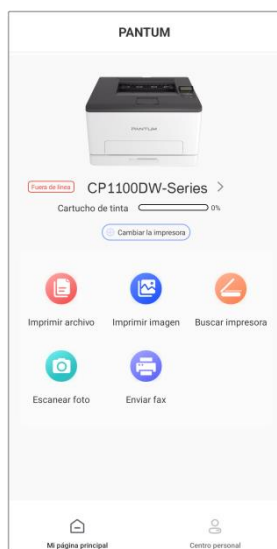 PANTUM
PANTUM
Fuera de línea CP1100DW-Series >
Cartucho de tinta 0%
Cambiar la impresora
Imprimir archivo Imprimir imagen Buscar impresora
Escanear foto Enviar fax
Mi página principal Centro personal